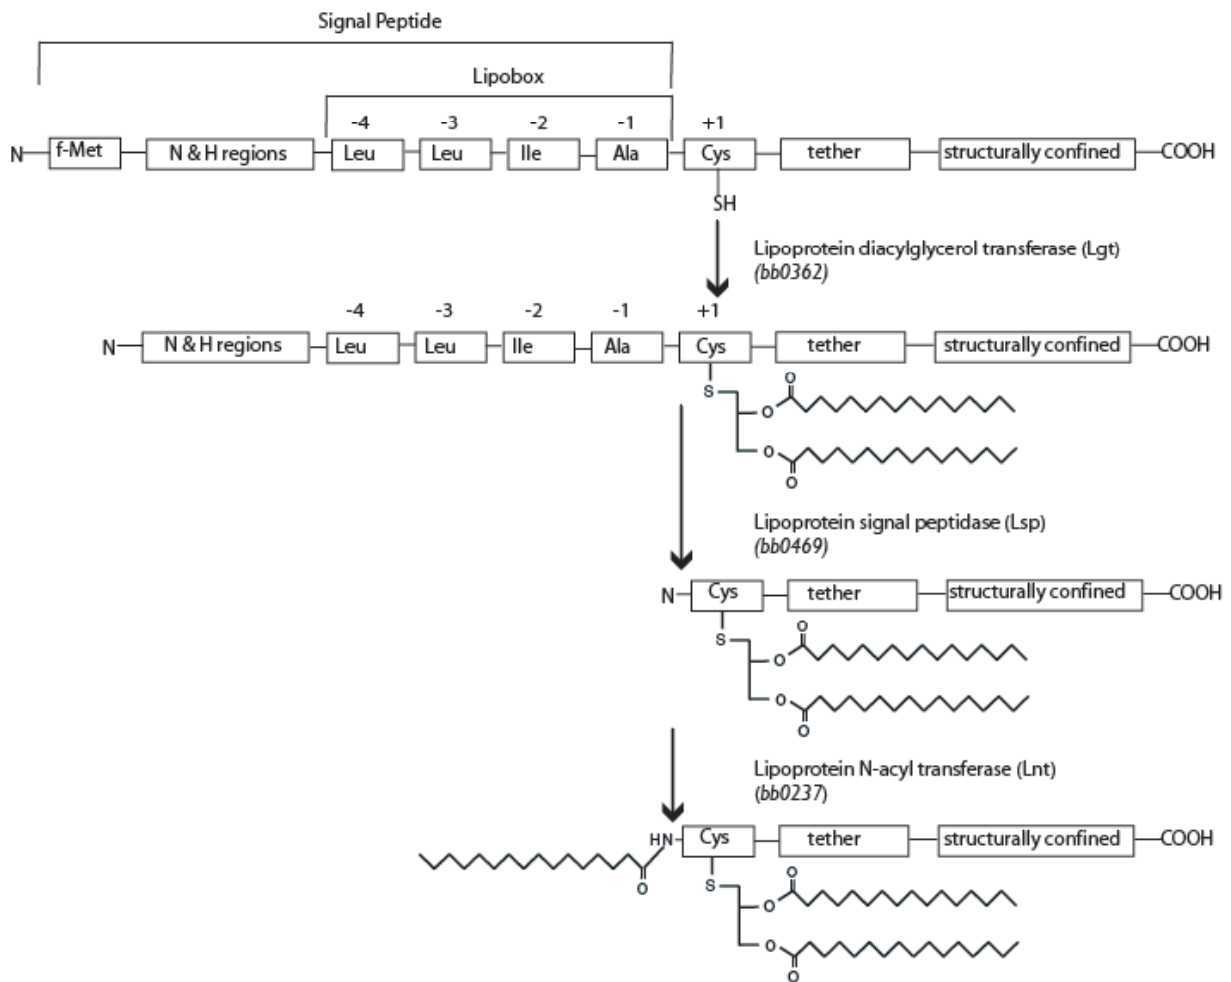 Signal Peptide
Lipobox
-4 -3 -2 -1 +1
N f-Met N & H regions Leu Leu Ile Ala Cys tether structurally confined COOH
SH
Lipoprotein diacylglycerol transferase (Lgt)
(bb0362)
-4 -3 -2 -1 +1
N N & H regions Leu Leu Ile Ala Cys tether structurally confined COOH
O
S O
O
O
Lipoprotein signal peptidase (Lsp)
(bb0469)
N Cys tether structurally confined COOH
O
S O
O
O
Lipoprotein N-acyl transferase (Lnt)
(bb0237)
HN Cys tether structurally confined COOH
O
O S
O
O
O